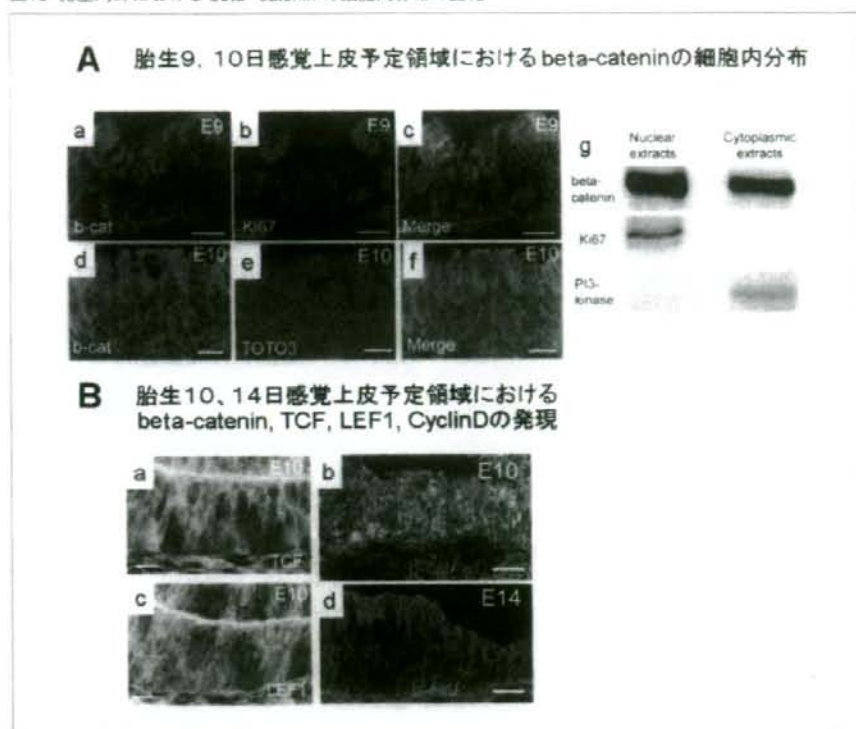 A 胎生9, 10日感覚上皮予定領域におけるbeta-cateninの細胞内分布
a E9 b E9 c E9
b-cat Ki67 Merge
d E10 e E10 f E10
b-cat TOTO3 Merge
g Nuclear extracts Cytoplasmic extracts
beta-catenin
Ki67
PI3-kinase
B 胎生10、14日感覚上皮予定領域における
beta-catenin, TCF, LEF1, CyclinDの発現
a E10 b E10
TCF
c E10 d E14
LEF1